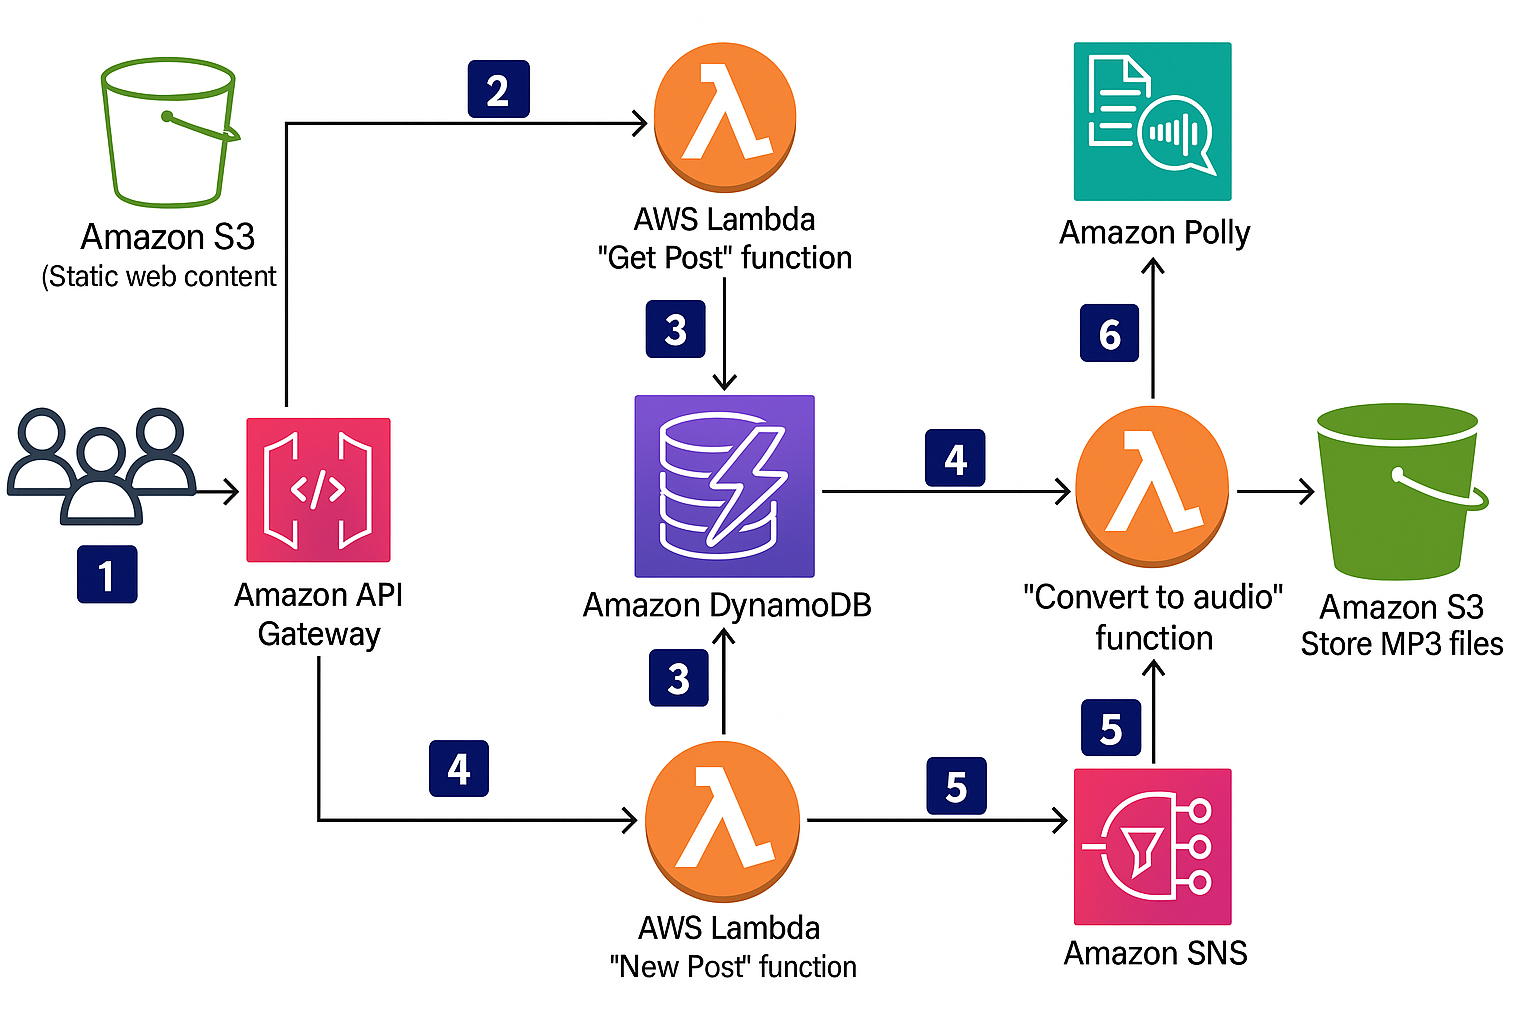 2
Amazon S3
(Static web content
AWS Lambda
"Get Post" function
Amazon Polly
3
6
1
</>
Amazon API
Gateway
Amazon DynamoDB
4
"Convert to audio"
function
Amazon S3
Store MP3 files
3
4
5
5
AWS Lambda
"New Post" function
Amazon SNS